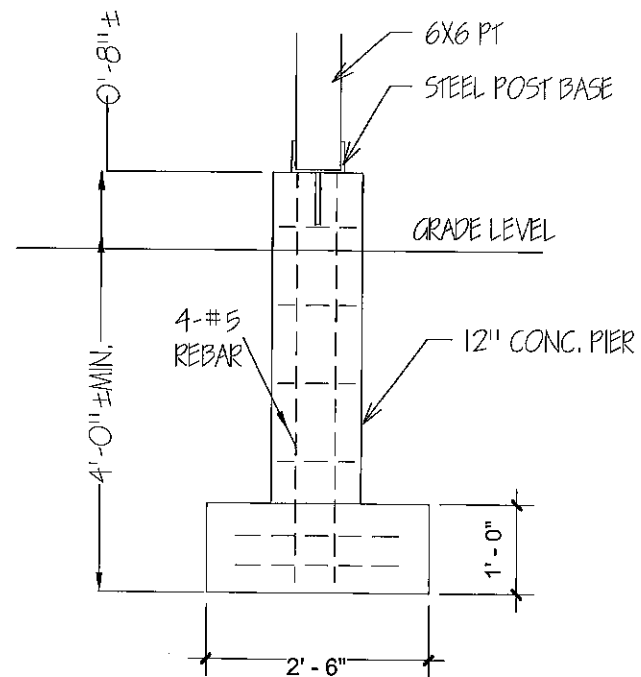 0'-8"±
6X6 PT
STEEL POST BASE
GRADE LEVEL
4-#5
REBAR
12" CONC. PIER
4'-0"±MIN.
1' - 0"
2' - 6"